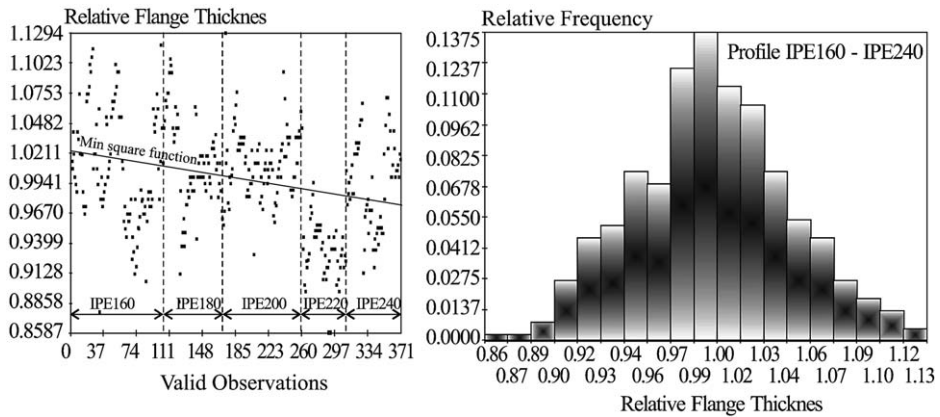 Relative Flange Thicknes
1.1294
1.1023
1.0753
1.0482
1.0211
0.9941
0.9670
0.9399
0.9128
0.8858
0.8587
Min square function
IPE160 IPE180 IPE200 IPE220 IPE240
0 37 74 111 148 185 223 260 297 334 371
Valid Observations
Relative Frequency
0.1375
0.1237
0.1100
0.0962
0.0825
0.0678
0.0550
0.0412
0.0275
0.0137
0.0000
Profile IPE160 - IPE240
0.86 0.89 0.92 0.94 0.97 1.00 1.03 1.06 1.09 1.12
0.87 0.90 0.93 0.96 0.99 1.02 1.04 1.07 1.10 1.13
Relative Flange Thicknes